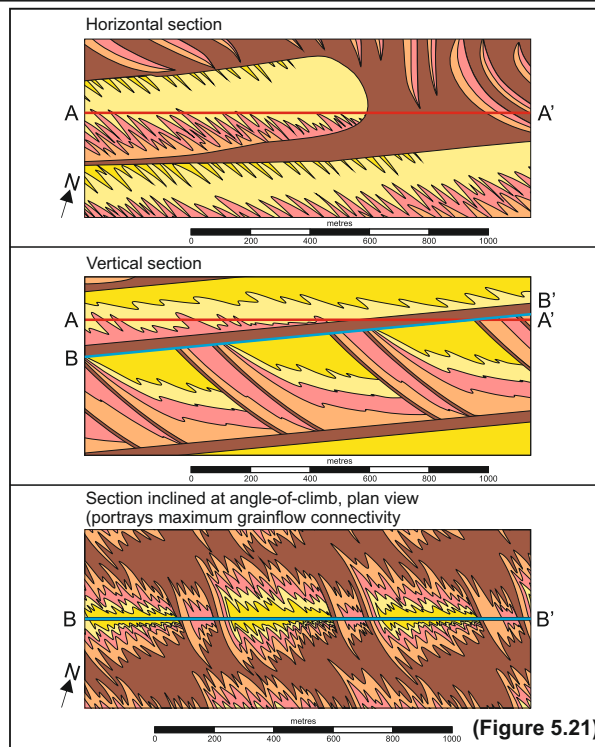 Horizontal section
A
A'
N
metres
0 200 400 600 800 1000
Vertical section
B'
A
A'
B
metres
0 200 400 600 800 1000
Section inclined at angle-of-climb, plan view
(portrays maximum grainflow connectivity
B
B'
N
metres
0 200 400 600 800 1000
(Figure 5.21)